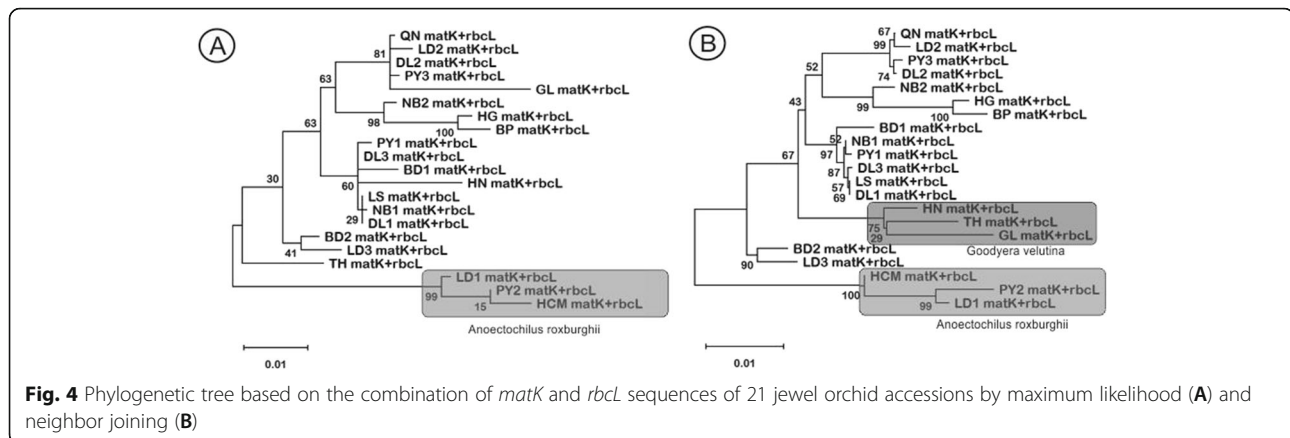 A
81
QN matK+rbcL
LD2 matK+rbcL
DL2 matK+rbcL
PY3 matK+rbcL
GL matK+rbcL
63
NB2 matK+rbcL
98
HG matK+rbcL
100
BP matK+rbcL
63
PY1 matK+rbcL
DL3 matK+rbcL
BD1 matK+rbcL
60
HN matK+rbcL
LS matK+rbcL
29
NB1 matK+rbcL
DL1 matK+rbcL
30
BD2 matK+rbcL
41
LD3 matK+rbcL
TH matK+rbcL
LD1 matK+rbcL
99
PY2 matK+rbcL
15
HCM matK+rbcL
Anoectochilus roxburghii
0.01
B
67
QN matK+rbcL
99
LD2 matK+rbcL
PY3 matK+rbcL
74
DL2 matK+rbcL
52
NB2 matK+rbcL
99
HG matK+rbcL
100
BP matK+rbcL
43
BD1 matK+rbcL
52
NB1 matK+rbcL
97
PY1 matK+rbcL
87
DL3 matK+rbcL
57
LS matK+rbcL
69
DL1 matK+rbcL
67
HN matK+rbcL
75
TH matK+rbcL
29
GL matK+rbcL
Goodyera velutina
BD2 matK+rbcL
90
LD3 matK+rbcL
HCM matK+rbcL
100
PY2 matK+rbcL
99
LD1 matK+rbcL
Anoectochilus roxburghii
0.01
Fig. 4 Phylogenetic tree based on the combination of matK and rbcL sequences of 21 jewel orchid accessions by maximum likelihood (A) and
neighbor joining (B)